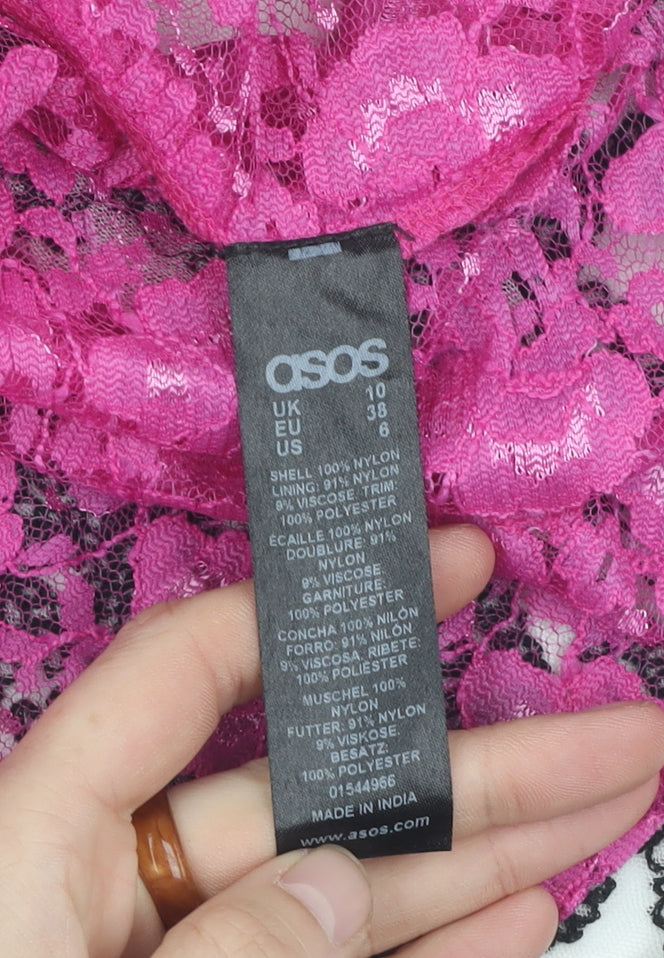 asos
UK 10
EU 38
US 6
SHELL 100% NYLON
LINING: 91% NYLON
9% VISCOSE .TRIM:
100% POLYESTER
ÉCAILLE 100% NYLON
DOUBLURE: 91%
NYLON
9% VISCOSE.
GARNITURE:
100% POLYESTER
CONCHA 100% NILÓN
FORRO: 91% NILÓN
9% VISCOSA. RIBETE:
100% POLIÉSTER
MUSCHEL 100%
NYLON
FUTTER: 91% NYLON
9% VISKOSE.
BESATZ:
100% POLYESTER
01544966
MADE IN INDIA
www.asos.com